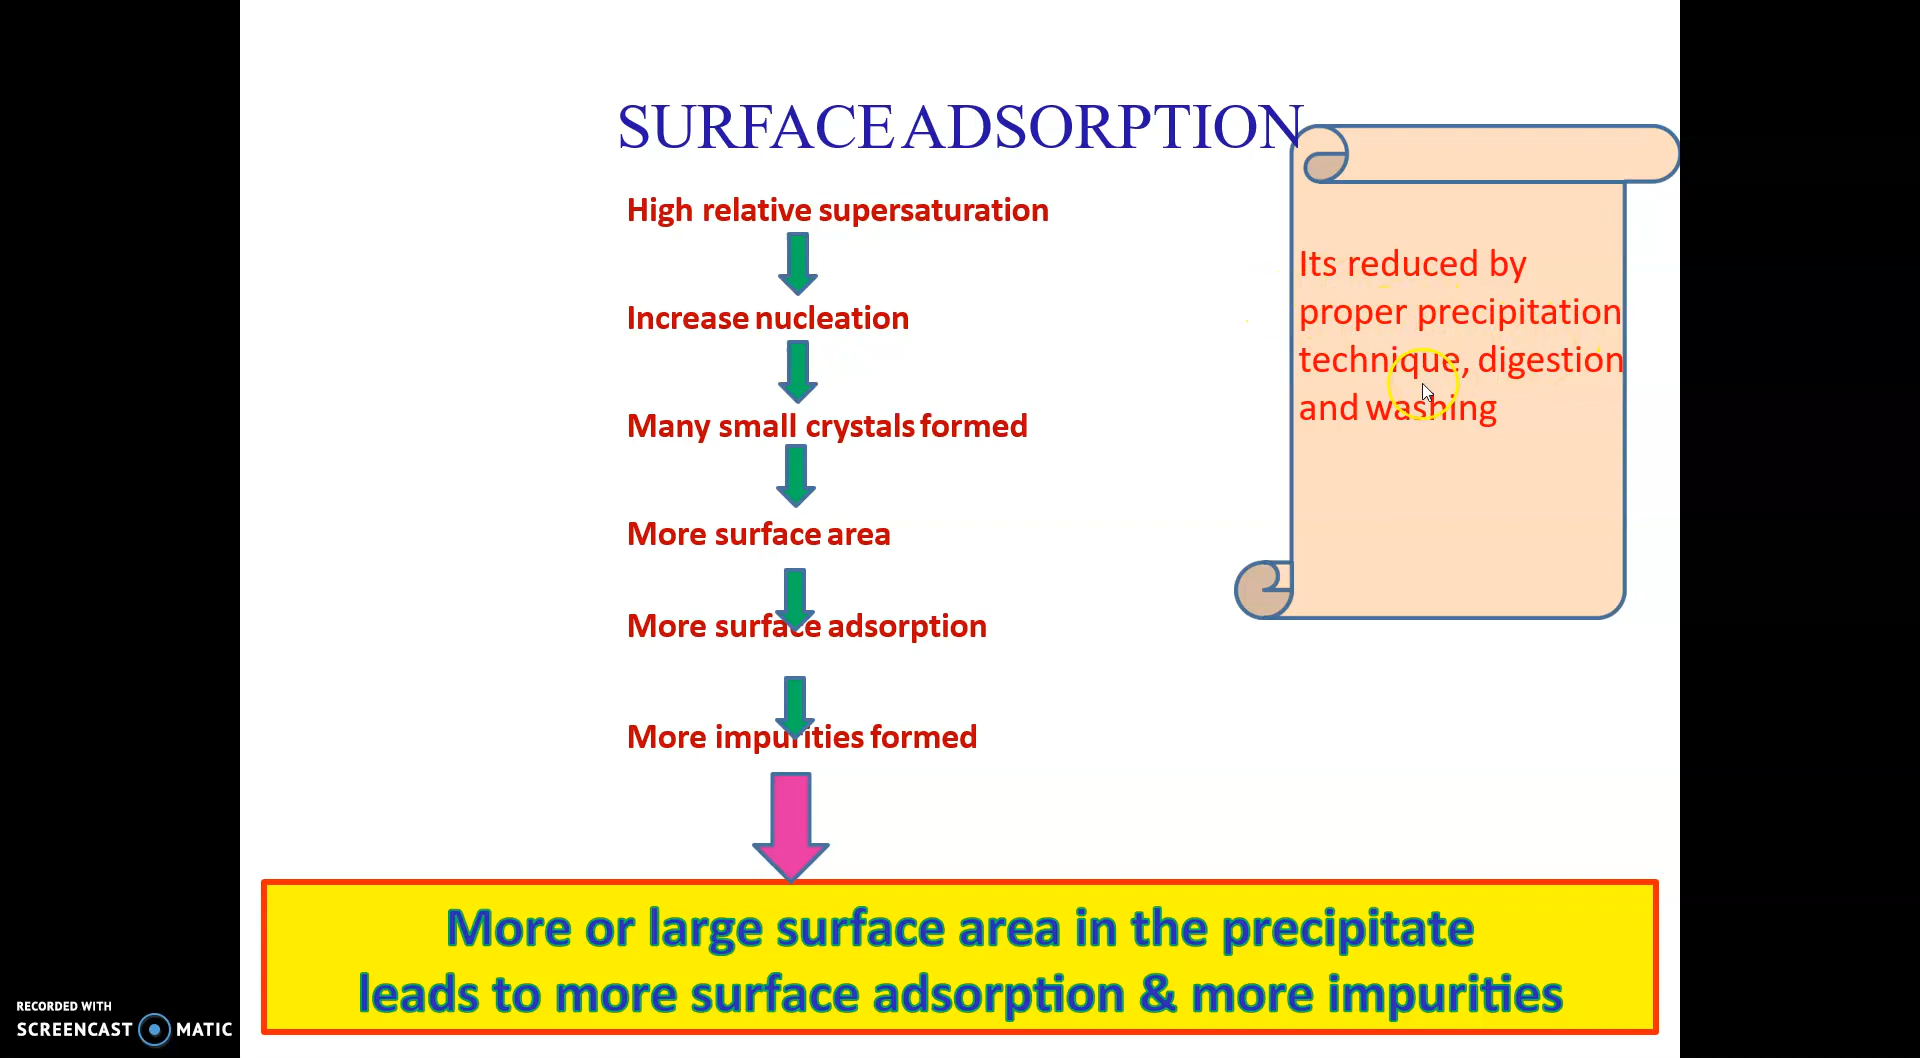 SURFACE ADSORPTION
High relative supersaturation
Increase nucleation
Many small crystals formed
More surface area
More surface adsorption
More impurities formed
Its reduced by
proper precipitation
technique, digestion
and washing
More or large surface area in the precipitate
leads to more surface adsorption & more impurities
RECORDED WITH
SCREENCAST MATIC